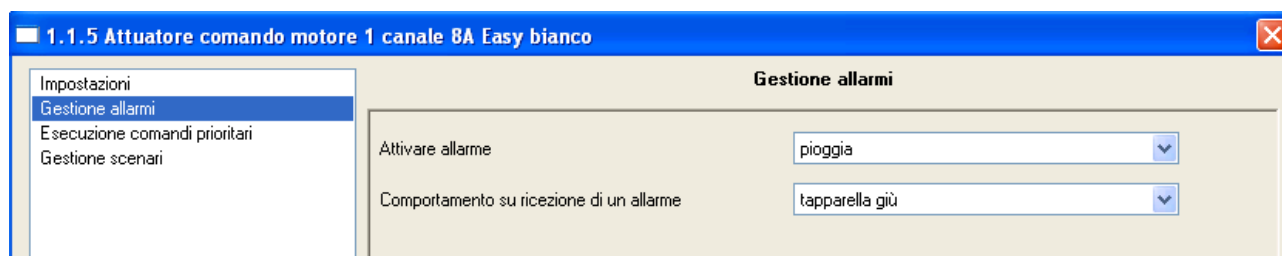 1.1.5 Attuatore comando motore 1 canale 8A Easy bianco
Impostazioni
Gestione allarmi
Esecuzione comandi prioritari
Gestione scenari
Gestione allarmi
Attivare allarme
pioggia
Comportamento su ricezione di un allarme
tapparella giù